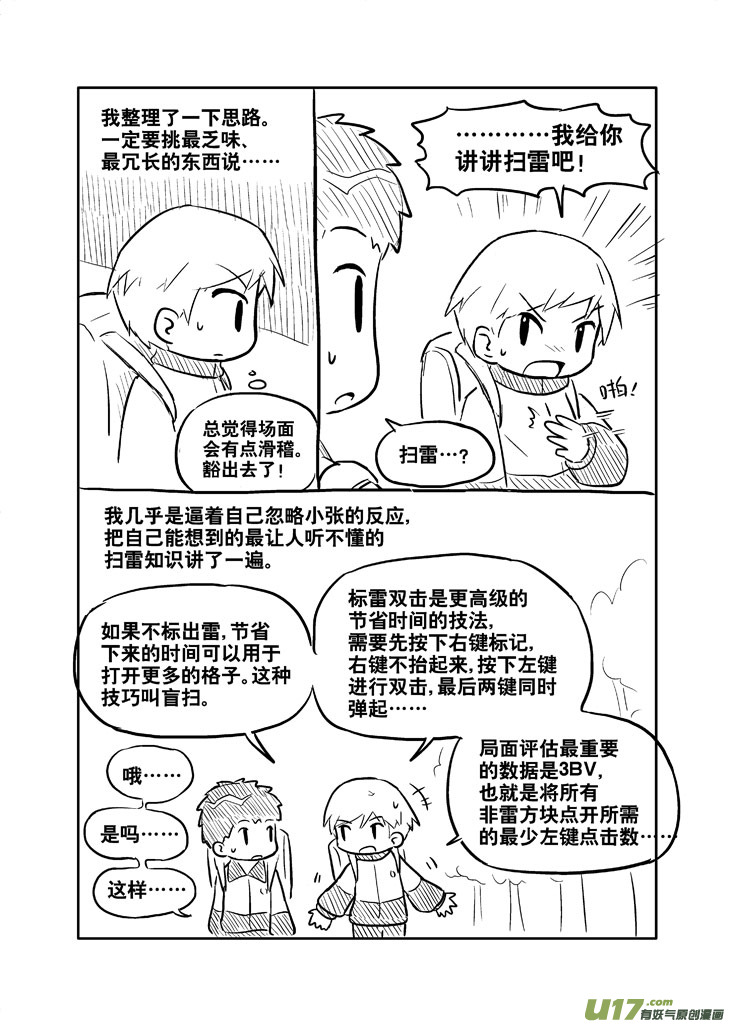 我整理了一下思路。
一定要挑最乏味、
最冗长的东西说……
总觉得场面
会有点滑稽。
豁出去了！
…………我给你
讲讲扫雷吧！
啪！
扫雷…？
我几乎是逼着自己忽略小张的反应，
把自己能想到的最让人听不懂的
扫雷知识讲了一遍。
如果不标出雷，节省
下来的时间可以用于
打开更多的格子。这种
技巧叫盲扫。
标雷双击是更高级的
节省时间的技法，
需要先按下右键标记，
右键不抬起来，按下左键
进行双击，最后两键同时
弹起……
局面评估最重要
的数据是3BV，
也就是将所有
非雷方块点开所需
的最少左键点击数……
哦……
是吗……
这样……
U17.com
有妖气原创漫画